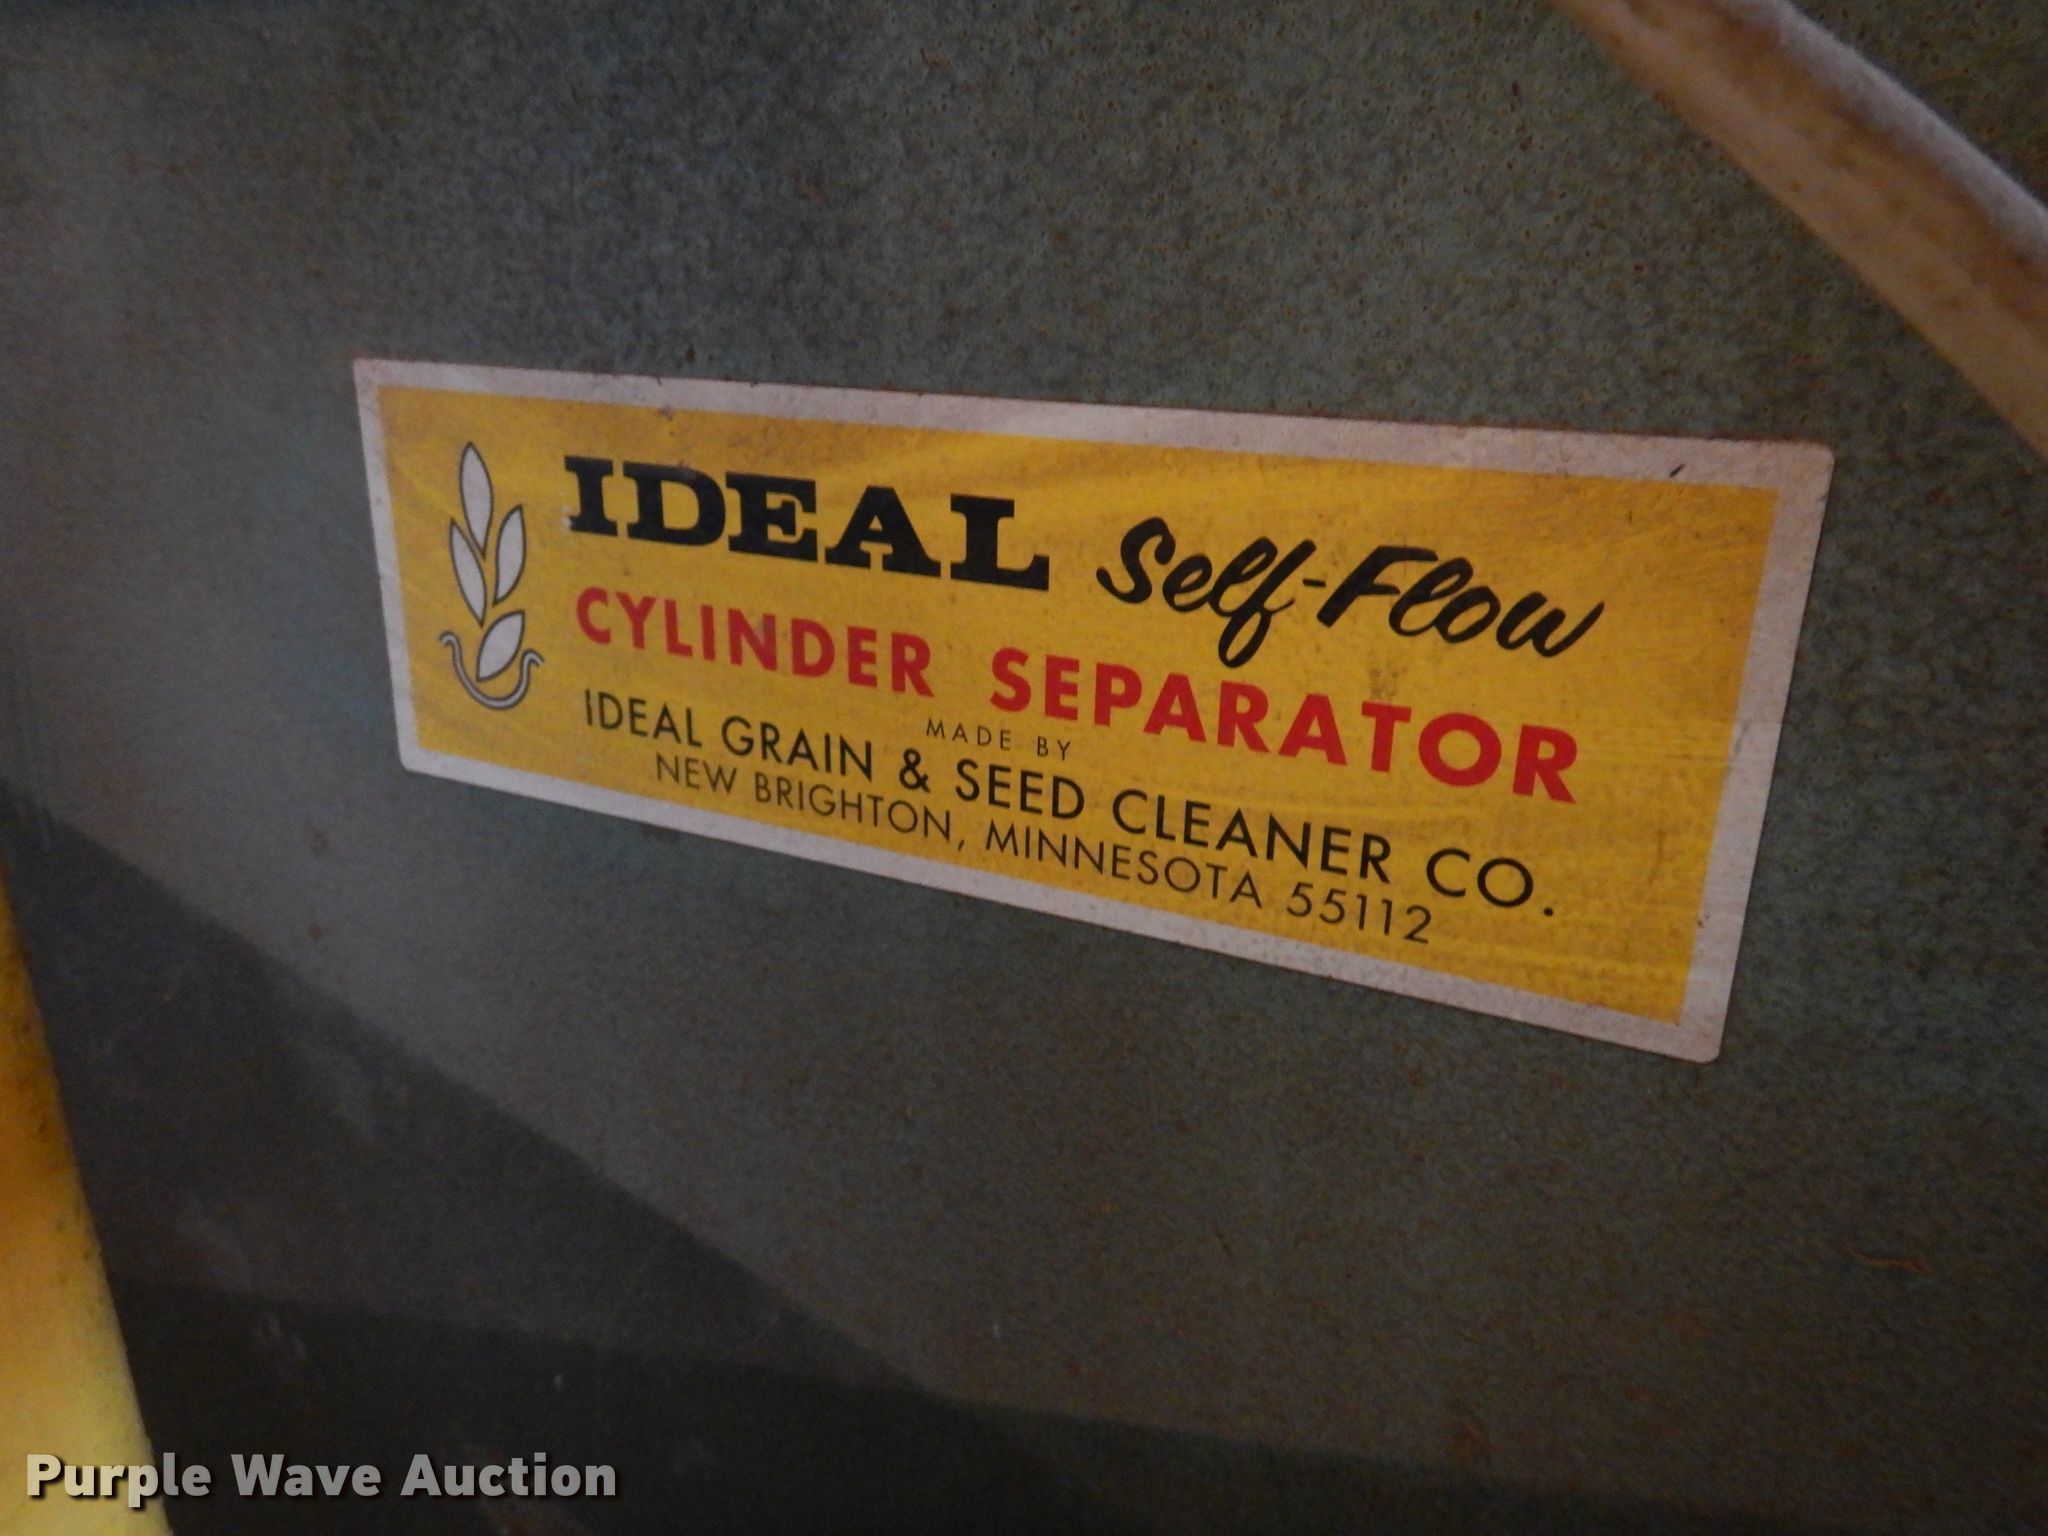 IDEAL Self-Flow
CYLINDER SEPARATOR
MADE BY
IDEAL GRAIN & SEED CLEANER CO.
NEW BRIGHTON, MINNESOTA 55112
Purple Wave Auction